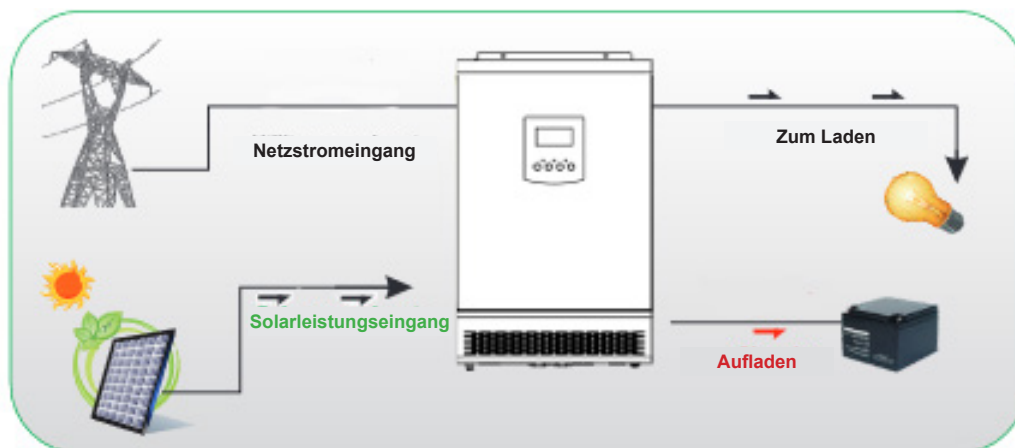 Netzstromeingang
Zum Laden
Solarleistungseingang
Aufladen